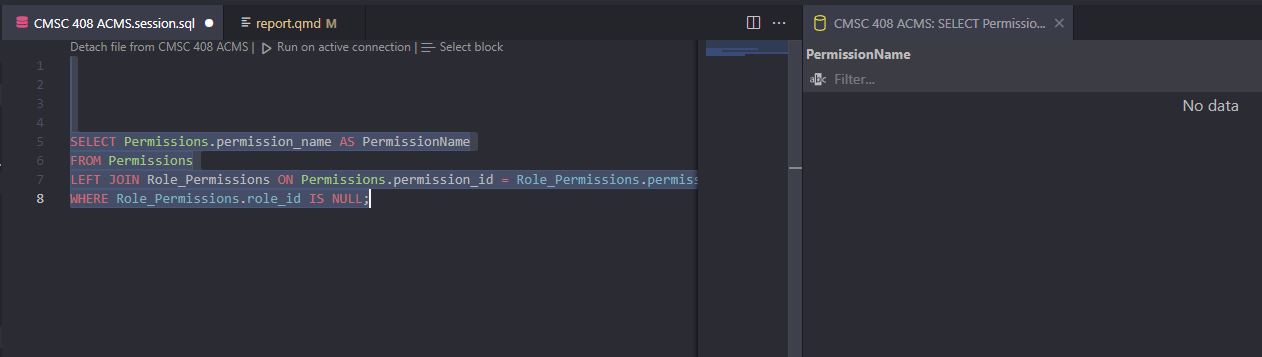 CMSC 408 ACMS.session.sql
report.qmd M
CMSC 408 ACMS: SELECT Permissio...
Detach file from CMSC 408 ACMS | Run on active connection | Select block
1
2
3
4
5 SELECT Permissions.permission_name AS PermissionName
6 FROM Permissions
7 LEFT JOIN Role_Permissions ON Permissions.permission_id = Role_Permissions.permiss
8 WHERE Role_Permissions.role_id IS NULL;
PermissionName
abc Filter...
No data